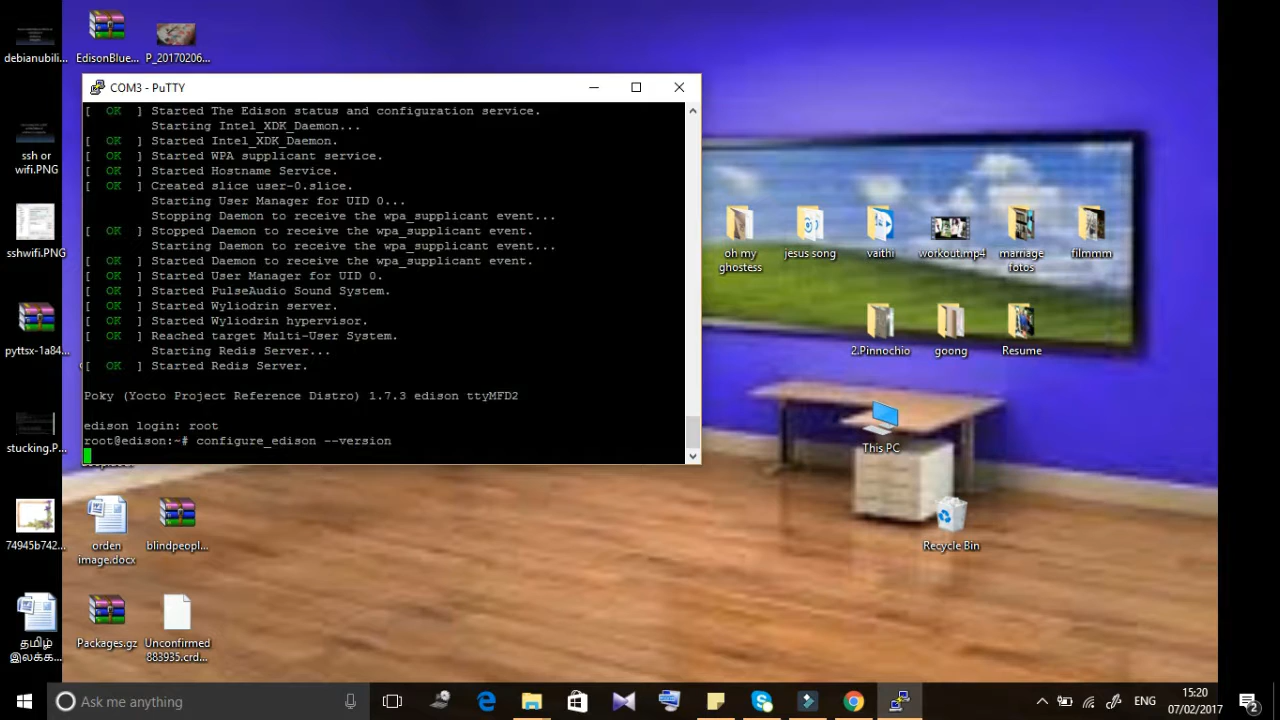 debianubili...
EdisonBlue...
P_20170206...
ssh or
wifi.PNG
sshwifi.PNG
pyttsx-1a84...
stucking.P...
74945b742...
தமிழ்
இலக்க...
orden
image.docx
blindpeopl...
Packages.gz
Unconfirmed
883935.crd...
COM3 - PuTTY
[  OK  ] Started The Edison status and configuration service.
Starting Intel_XDK_Daemon...
[  OK  ] Started Intel_XDK_Daemon.
[  OK  ] Started WPA supplicant service.
[  OK  ] Started Hostname Service.
[  OK  ] Created slice user-0.slice.
Starting User Manager for UID 0...
Stopping Daemon to receive the wpa_supplicant event...
[  OK  ] Stopped Daemon to receive the wpa_supplicant event.
Starting Daemon to receive the wpa_supplicant event...
[  OK  ] Started Daemon to receive the wpa_supplicant event.
[  OK  ] Started User Manager for UID 0.
[  OK  ] Started PulseAudio Sound System.
[  OK  ] Started Wyliodrin server.
[  OK  ] Started Wyliodrin hypervisor.
[  OK  ] Reached target Multi-User System.
Starting Redis Server...
[  OK  ] Started Redis Server.
Poky (Yocto Project Reference Distro) 1.7.3 edison ttyMFD2
edison login: root
root@edison:~# configure_edison --version
oh my
ghostess
jesus song
vaithi
workout.mp4
marriage
fotos
filmmm
2.Pinnochio
goong
Resume
This PC
Recycle Bin
Ask me anything
ENG
15:20
07/02/2017
2